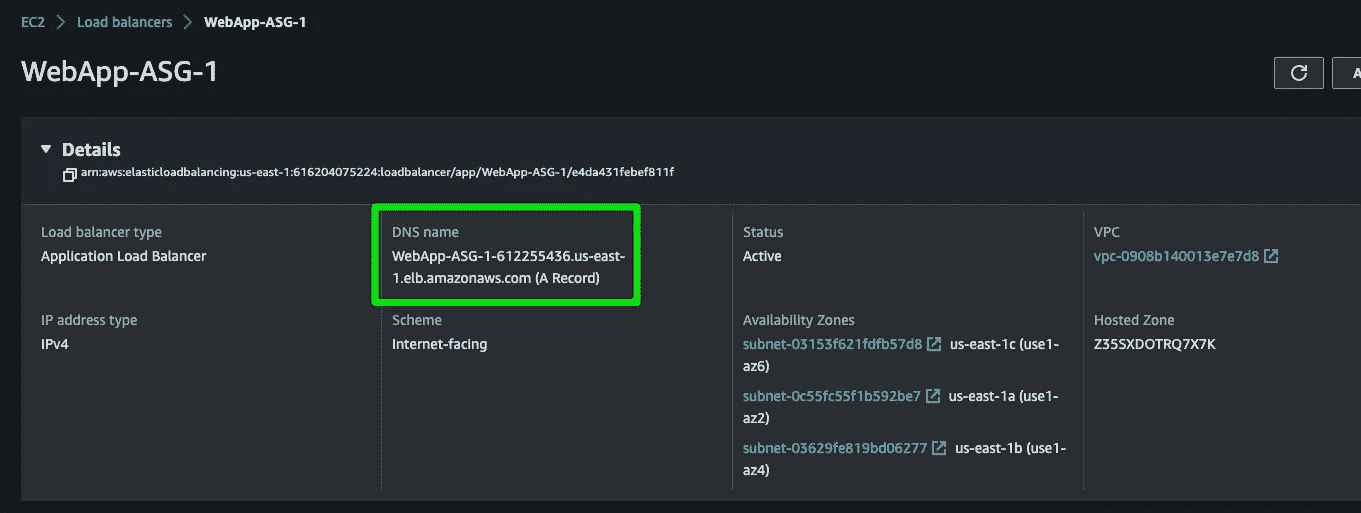 EC2 > Load balancers > WebApp-ASG-1
WebApp-ASG-1
A
Details
arn:aws:elasticloadbalancing:us-east-1:616204075224:loadbalancer/app/WebApp-ASG-1/e4da431febef811f
Load balancer type
Application Load Balancer
DNS name
WebApp-ASG-1-612255436.us-east-
1.elb.amazonaws.com (A Record)
Status
Active
VPC
vpc-0908b140013e7e7d8
IP address type
IPv4
Scheme
Internet-facing
Availability Zones
subnet-03153f621fdfb57d8 us-east-1c (use1-
az6)
subnet-0c55fc55f1b592be7 us-east-1a (use1-
az2)
subnet-03629fe819bd06277 us-east-1b (use1-
az4)
Hosted Zone
Z35SXDOTRQ7X7K